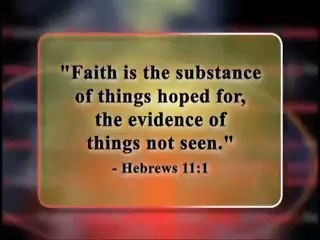 "Faith is the substance
of things hoped for,
the evidence of
things not seen."
- Hebrews 11:1